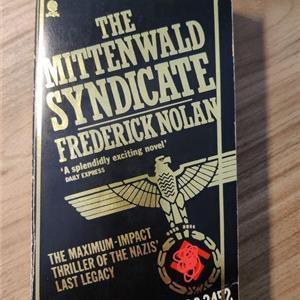 THE
MITTENWALD
SYNDICATE
FREDERICK NOLAN
'A splendidly exciting novel'
DAILY EXPRESS
THE MAXIMUM-IMPACT
THRILLER OF THE NAZIS'
LAST LEGACY